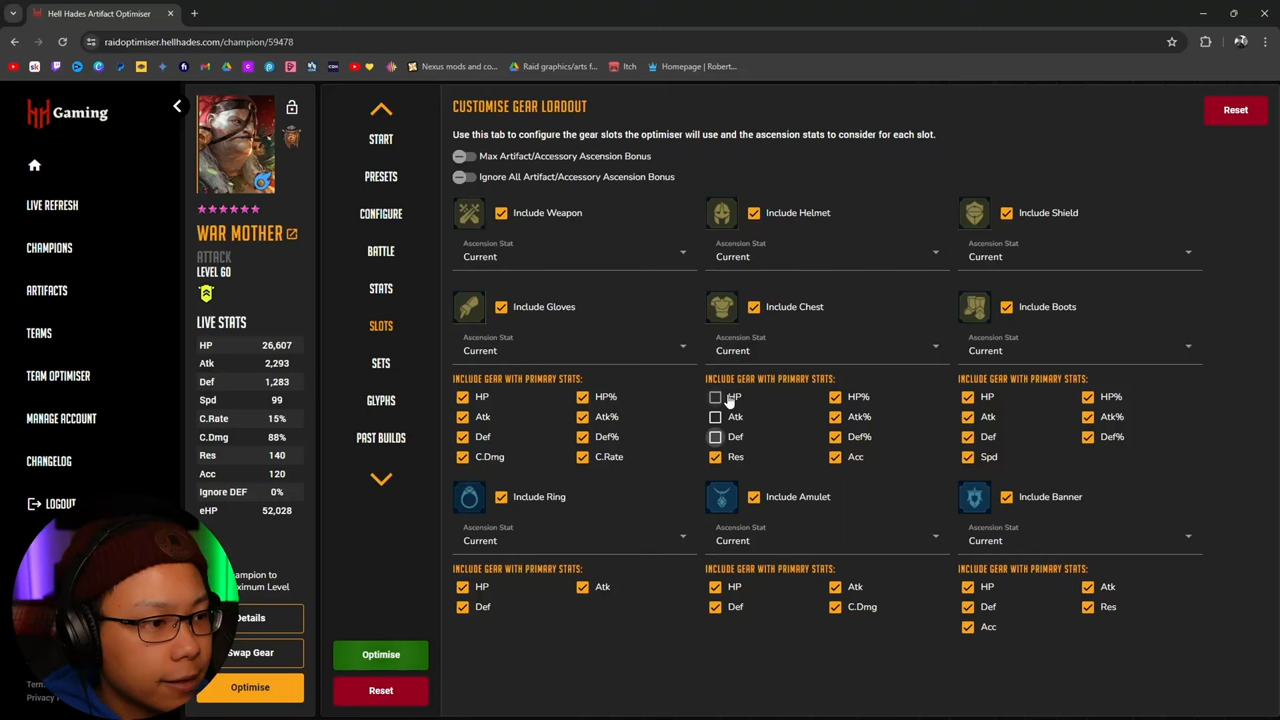 Hell Hades Artifact Optimiser
raidoptimiser.hellhades.com/champion/59478
Nexus mods and co...
Raid graphics/arts f...
Itch
Homepage | Robert...
Gaming
LIVE REFRESH
CHAMPIONS
ARTIFACTS
TEAMS
TEAM OPTIMISER
MANAGE ACCOUNT
CHANGELOG
LOGOUT
WAR MOTHER
ATTACK
LEVEL 60
LIVE STATS
HP 26,607
Atk 2,293
Def 1,283
Spd 99
C.Rate 15%
C.Dmg 88%
Res 140
Acc 120
Ignore DEF 0%
eHP 52,028
Swap Gear
Optimise
START
PRESETS
CONFIGURE
BATTLE
STATS
SLOTS
SETS
GLYPHS
PAST BUILDS
Optimise
Reset
CUSTOMISE GEAR LOADOUT
Reset
Use this tab to configure the gear slots the optimiser will use and the ascension stats to consider for each slot.
Max Artifact/Accessory Ascension Bonus
Ignore All Artifact/Accessory Ascension Bonus
Include Weapon Include Helmet Include Shield
Ascension Stat Ascension Stat Ascension Stat
Current Current Current
Include Gloves Include Chest Include Boots
Ascension Stat Ascension Stat Ascension Stat
Current Current Current
INCLUDE GEAR WITH PRIMARY STATS: INCLUDE GEAR WITH PRIMARY STATS: INCLUDE GEAR WITH PRIMARY STATS:
HP HP% HP HP% HP HP%
Atk Atk% Atk Atk% Atk Atk%
Def Def% Def Def% Def Def%
C.Dmg C.Rate Res Acc Spd
Include Ring Include Amulet Include Banner
Ascension Stat Ascension Stat Ascension Stat
Current Current Current
INCLUDE GEAR WITH PRIMARY STATS: INCLUDE GEAR WITH PRIMARY STATS: INCLUDE GEAR WITH PRIMARY STATS:
HP Atk HP Atk HP Atk
Def Def C.Dmg Def Res
Acc